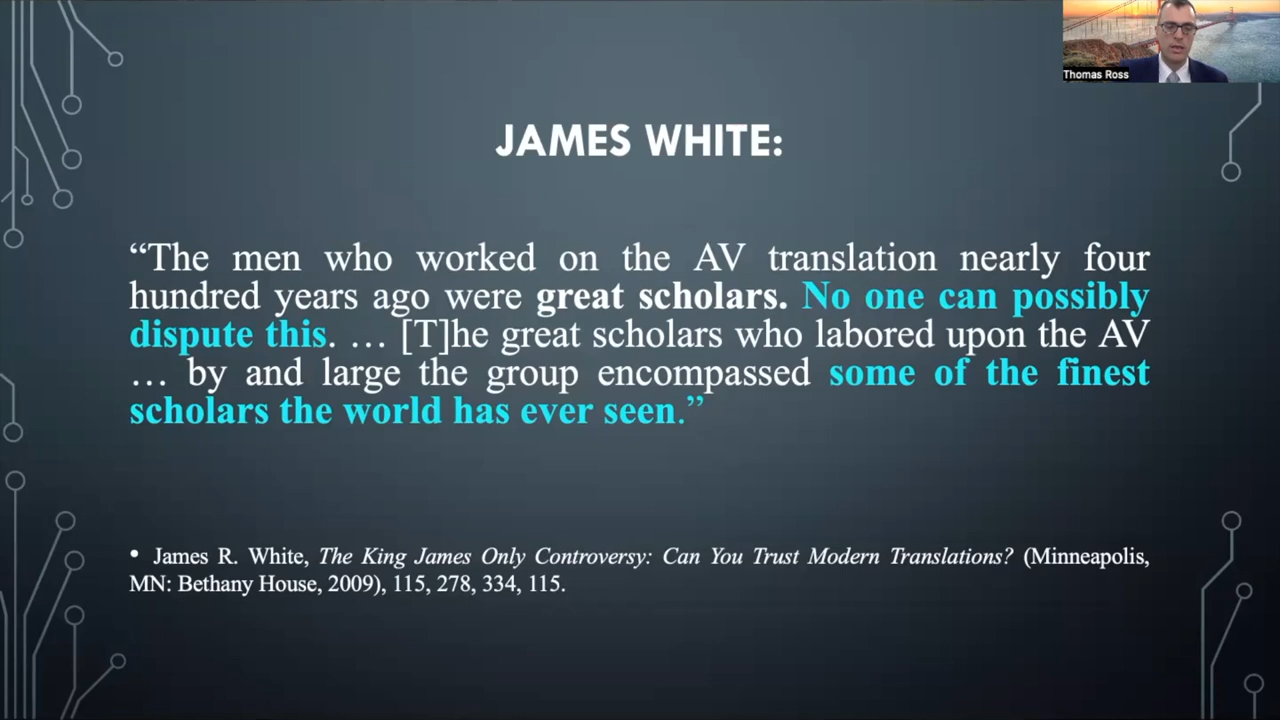 Thomas Ross
JAMES WHITE:
“The men who worked on the AV translation nearly four
hundred years ago were great scholars. No one can possibly
dispute this. … [T]he great scholars who labored upon the AV
… by and large the group encompassed some of the finest
scholars the world has ever seen.”
• James R. White, The King James Only Controversy: Can You Trust Modern Translations? (Minneapolis,
MN: Bethany House, 2009), 115, 278, 334, 115.